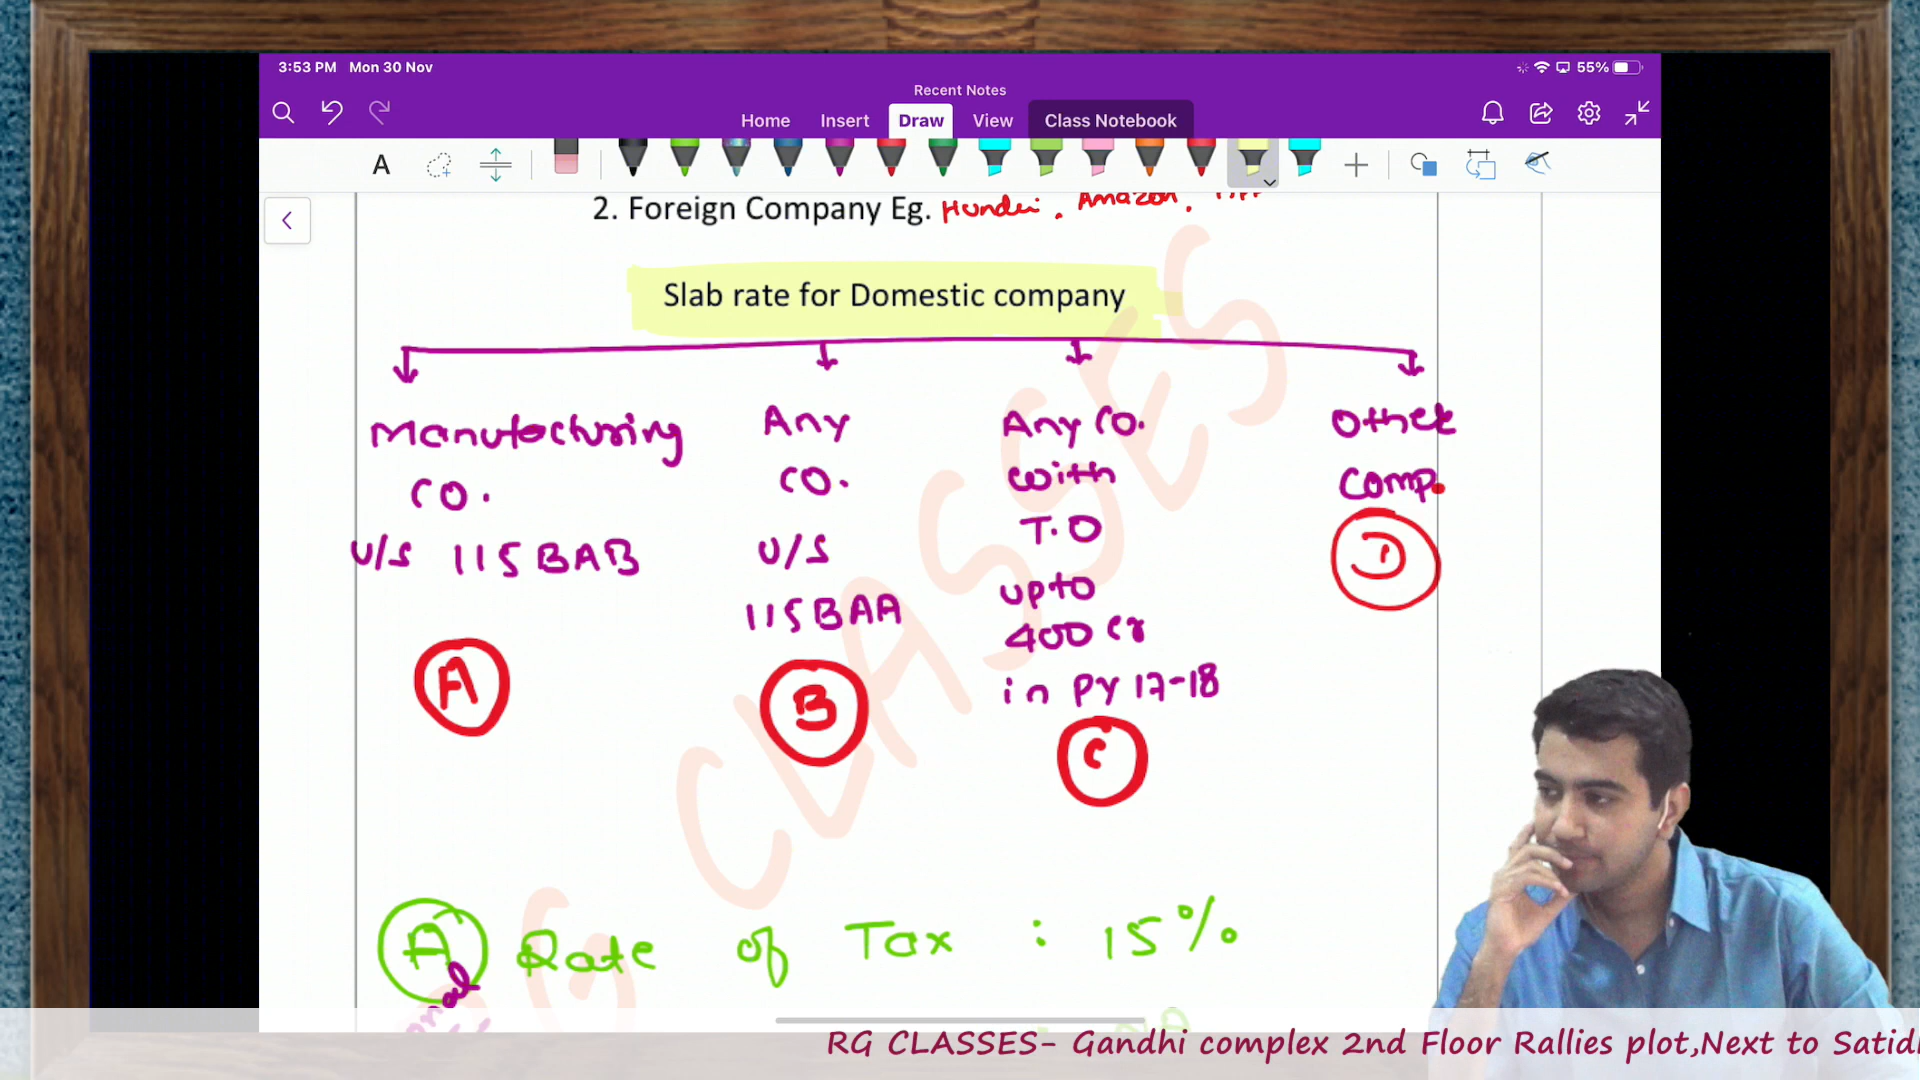 3:53 PM Mon 30 Nov
55%
Recent Notes
Home Insert Draw View Class Notebook
A
2. Foreign Company Eg. Hundei, Amazon,
Slab rate for Domestic company
Manufacturing
CO.
U/S 115BAB
A
Any
CO.
U/S
115BAA
B
Any CO.
with
T.O
upto
400 Cr
in PY 17-18
C
Other
Comp.
D
A Rate of Tax : 15%
RG CLASSES
RG CLASSES- Gandhi complex 2nd Floor Rallies plot,Next to